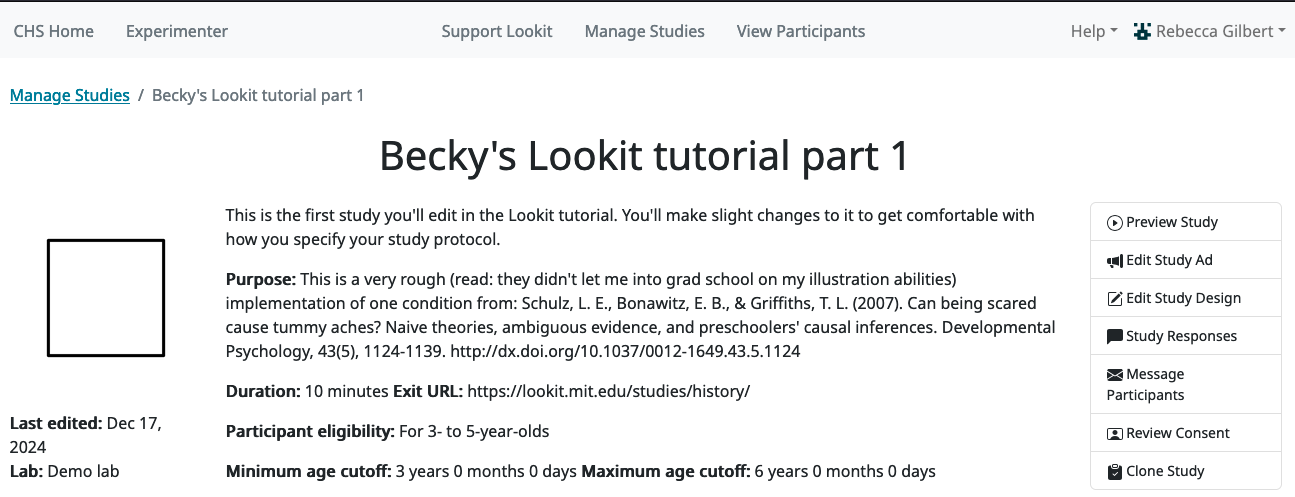 CHS Home Experimenter Support Lookit Manage Studies View Participants Help Rebecca Gilbert
Manage Studies / Becky's Lookit tutorial part 1
Becky's Lookit tutorial part 1
This is the first study you'll edit in the Lookit tutorial. You'll make slight changes to it to get comfortable with
how you specify your study protocol.
Purpose: This is a very rough (read: they didn't let me into grad school on my illustration abilities)
implementation of one condition from: Schulz, L. E., Bonawitz, E. B., & Griffiths, T. L. (2007). Can being scared
cause tummy aches? Naive theories, ambiguous evidence, and preschoolers' causal inferences. Developmental
Psychology, 43(5), 1124-1139. http://dx.doi.org/10.1037/0012-1649.43.5.1124
Duration: 10 minutes Exit URL: https://lookit.mit.edu/studies/history/
Participant eligibility: For 3- to 5-year-olds
Minimum age cutoff: 3 years 0 months 0 days Maximum age cutoff: 6 years 0 months 0 days
Last edited: Dec 17,
2024
Lab: Demo lab
Preview Study
Edit Study Ad
Edit Study Design
Study Responses
Message
Participants
Review Consent
Clone Study